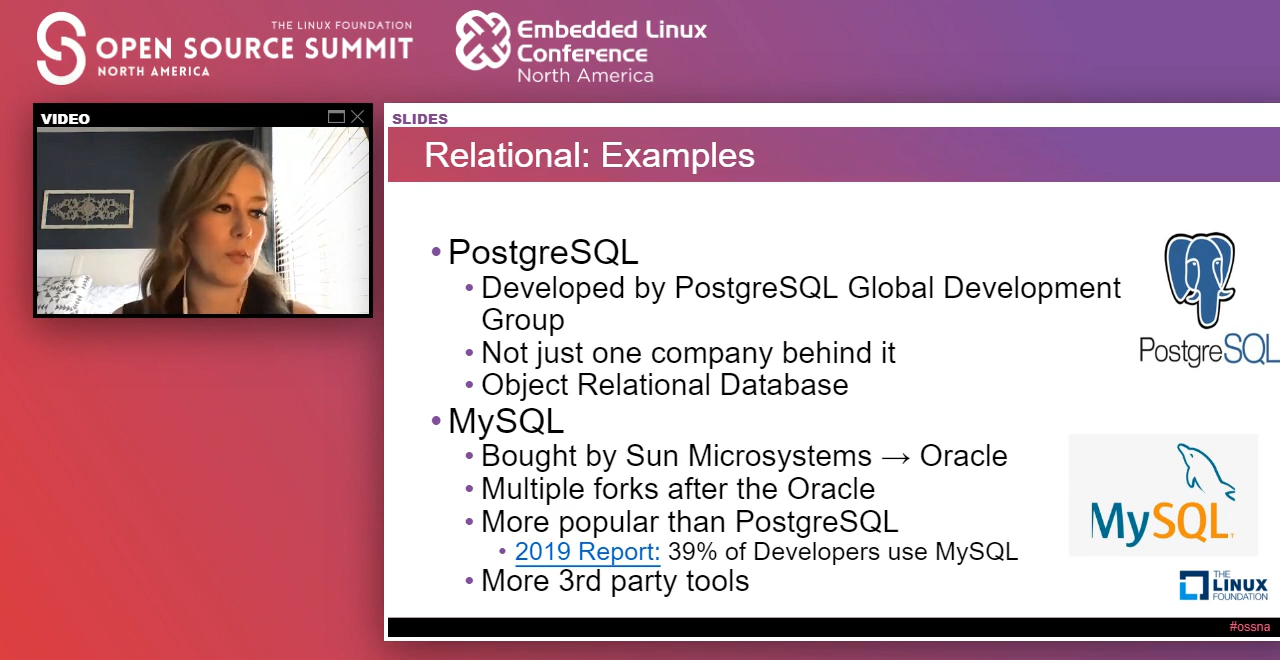 THE LINUX FOUNDATION
OPEN SOURCE SUMMIT
NORTH AMERICA
Embedded Linux
Conference
North America
VIDEO
SLIDES
Relational: Examples
• PostgreSQL
• Developed by PostgreSQL Global Development
Group
• Not just one company behind it
• Object Relational Database
• MySQL
• Bought by Sun Microsystems → Oracle
• Multiple forks after the Oracle
• More popular than PostgreSQL
• 2019 Report: 39% of Developers use MySQL
• More 3rd party tools
PostgreSQL
MySQL
THE
LINUX
FOUNDATION
#ossna